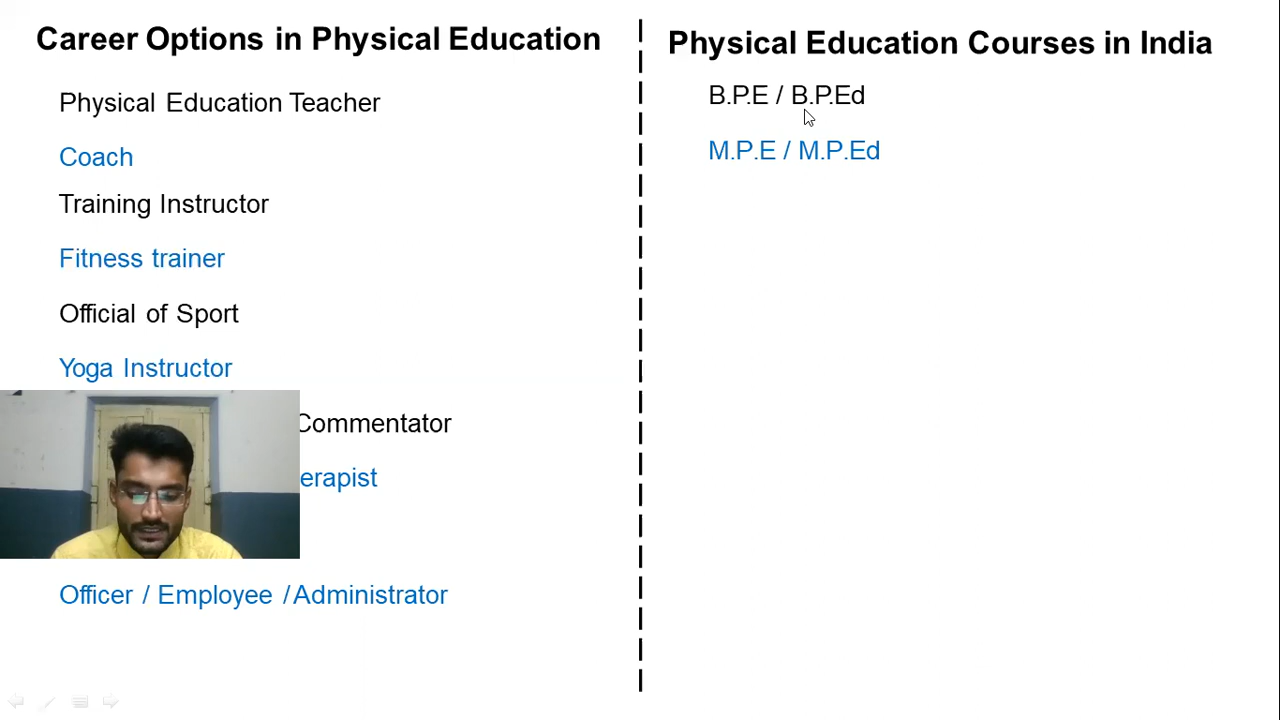 Career Options in Physical Education
Physical Education Teacher
Coach
Training Instructor
Fitness trainer
Official of Sport
Yoga Instructor
Commentator
Officer / Employee /Administrator
Physical Education Courses in India
B.P.E / B.P.Ed
M.P.E / M.P.Ed